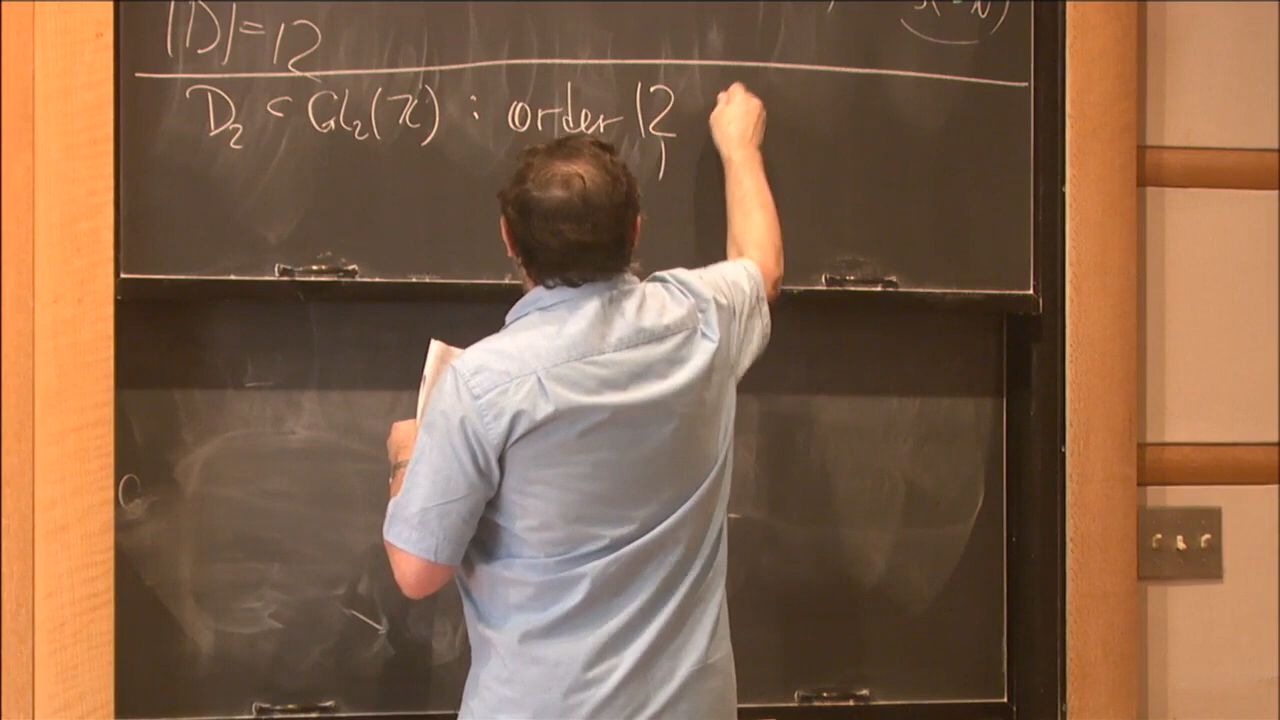 |D|=12
D₂ < GL₂(ℤ) : order 12